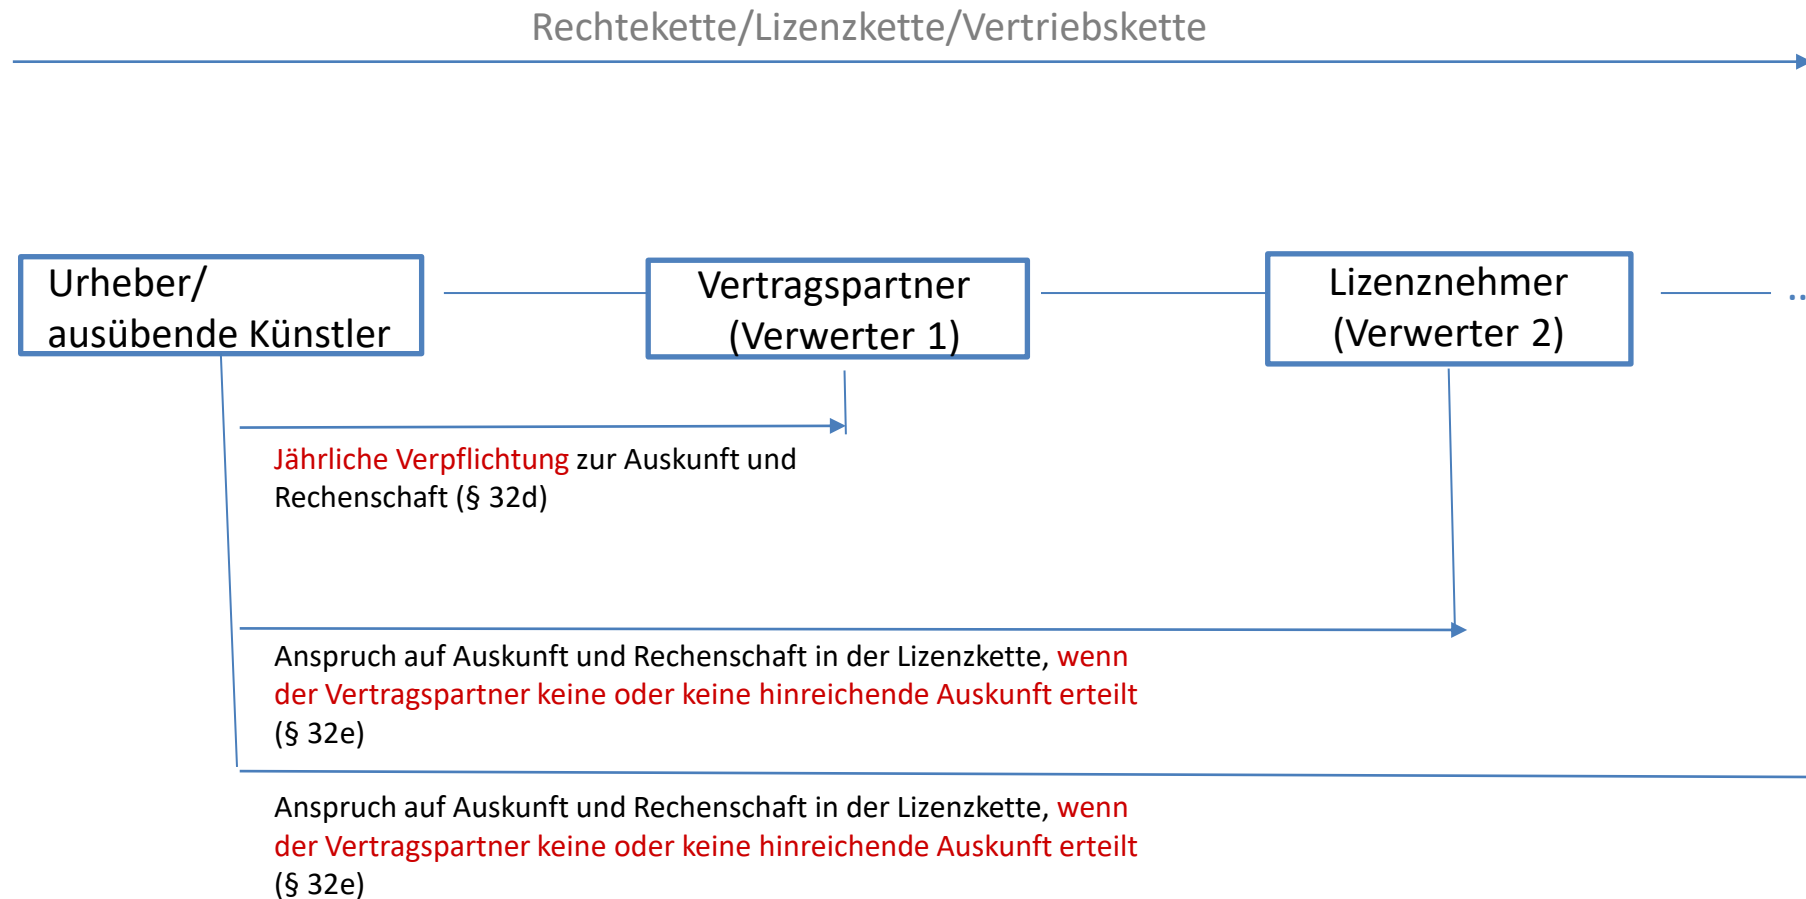 Rechtekette/Lizenzkette/Vertriebskette
Urheber/
ausübende Künstler
Vertragspartner
(Verwerter 1)
Lizenznehmer
(Verwerter 2)
..
Jährliche Verpflichtung zur Auskunft und
Rechenschaft (§ 32d)
Anspruch auf Auskunft und Rechenschaft in der Lizenzkette, wenn
der Vertragspartner keine oder keine hinreichende Auskunft erteilt
(§ 32e)
Anspruch auf Auskunft und Rechenschaft in der Lizenzkette, wenn
der Vertragspartner keine oder keine hinreichende Auskunft erteilt
(§ 32e)